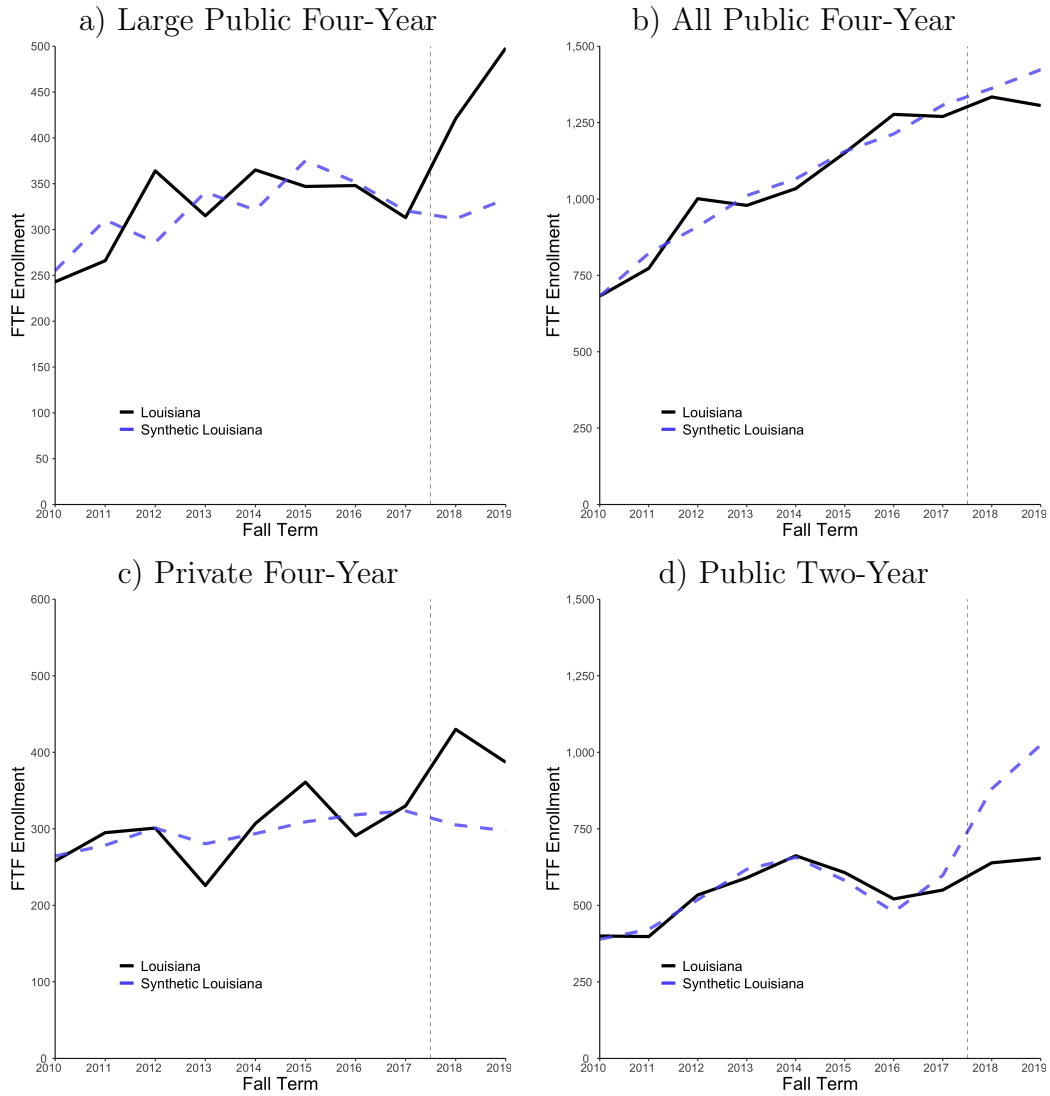 a) Large Public Four-Year
500
450
400
350
300
250
200
150
100
50
0
FTF Enrollment
Louisiana
Synthetic Louisiana
2010 2011 2012 2013 2014 2015 2016 2017 2018 2019
Fall Term
b) All Public Four-Year
1,500
1,250
1,000
750
500
250
0
FTF Enrollment
Louisiana
Synthetic Louisiana
2010 2011 2012 2013 2014 2015 2016 2017 2018 2019
Fall Term
c) Private Four-Year
600
500
400
300
200
100
0
FTF Enrollment
Louisiana
Synthetic Louisiana
2010 2011 2012 2013 2014 2015 2016 2017 2018 2019
Fall Term
d) Public Two-Year
1,500
1,250
1,000
750
500
250
0
FTF Enrollment
Louisiana
Synthetic Louisiana
2010 2011 2012 2013 2014 2015 2016 2017 2018 2019
Fall Term